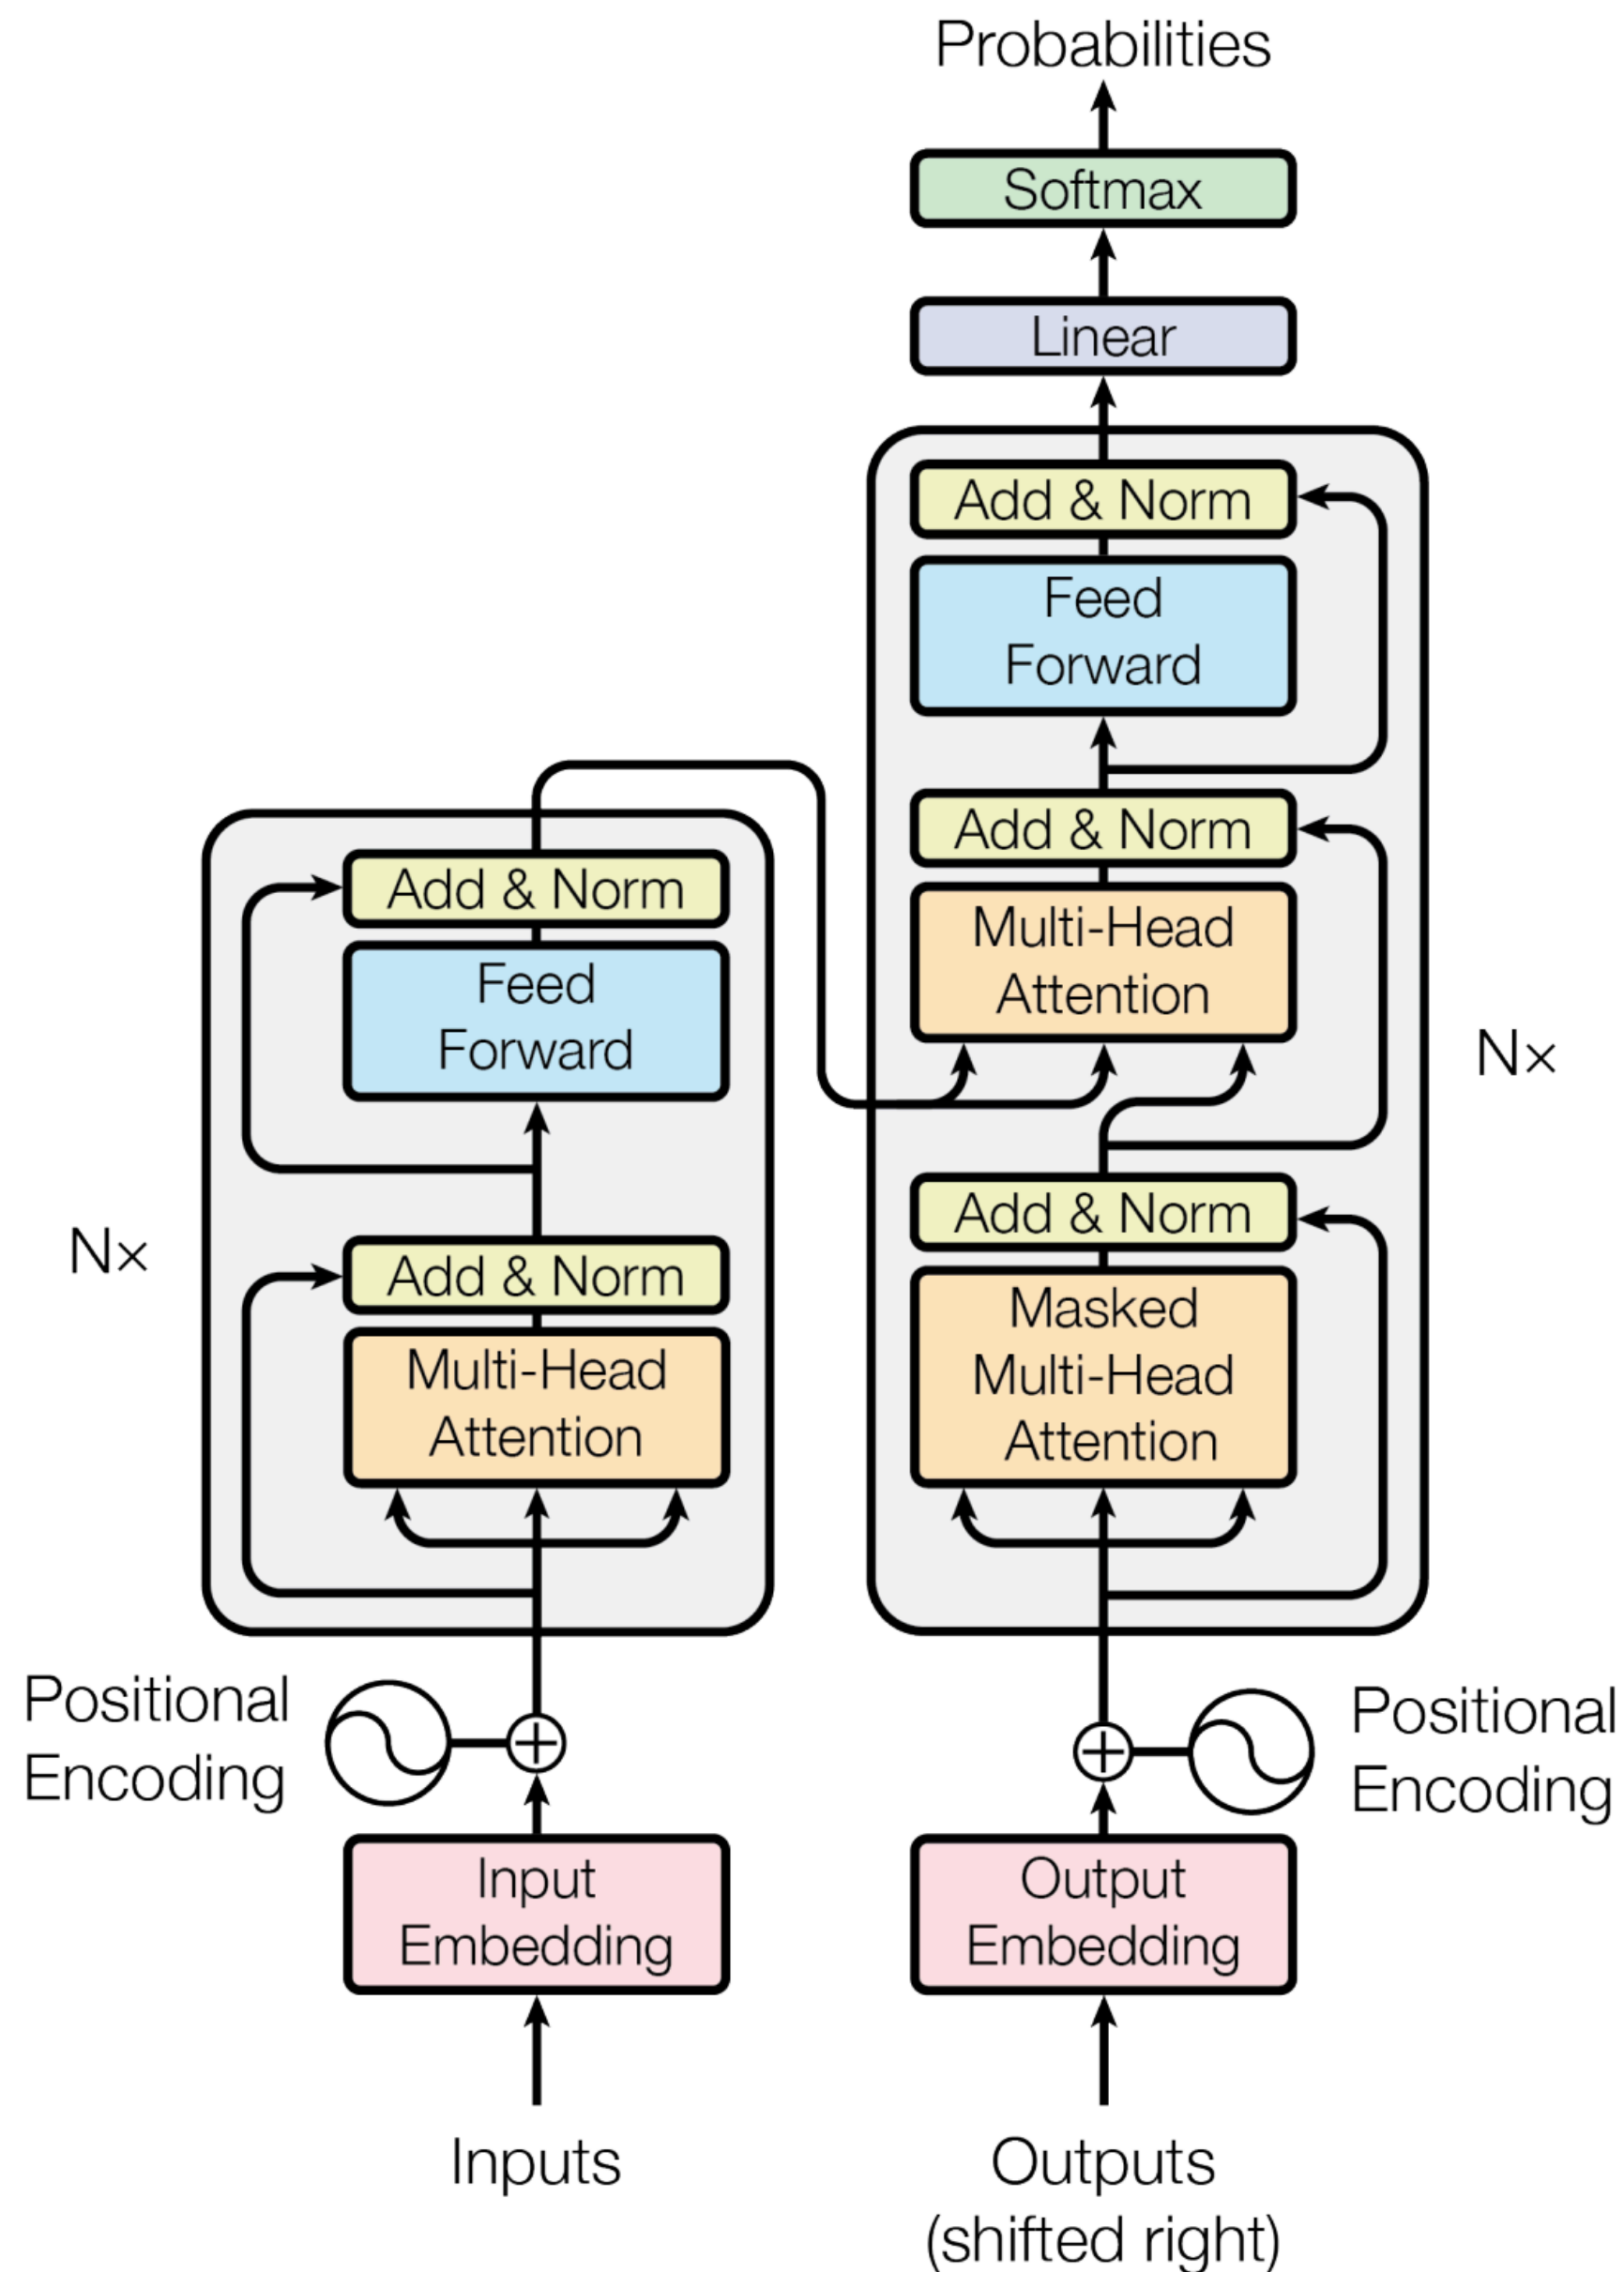 Probabilities
Softmax
Linear
Add & Norm
Feed
Forward
Add & Norm
Multi-Head
Attention
Nx
Add & Norm
Masked
Multi-Head
Attention
Add & Norm
Feed
Forward
Nx
Add & Norm
Multi-Head
Attention
Positional
Encoding
Positional
Encoding
Input
Embedding
Output
Embedding
Inputs
Outputs
(shifted right)